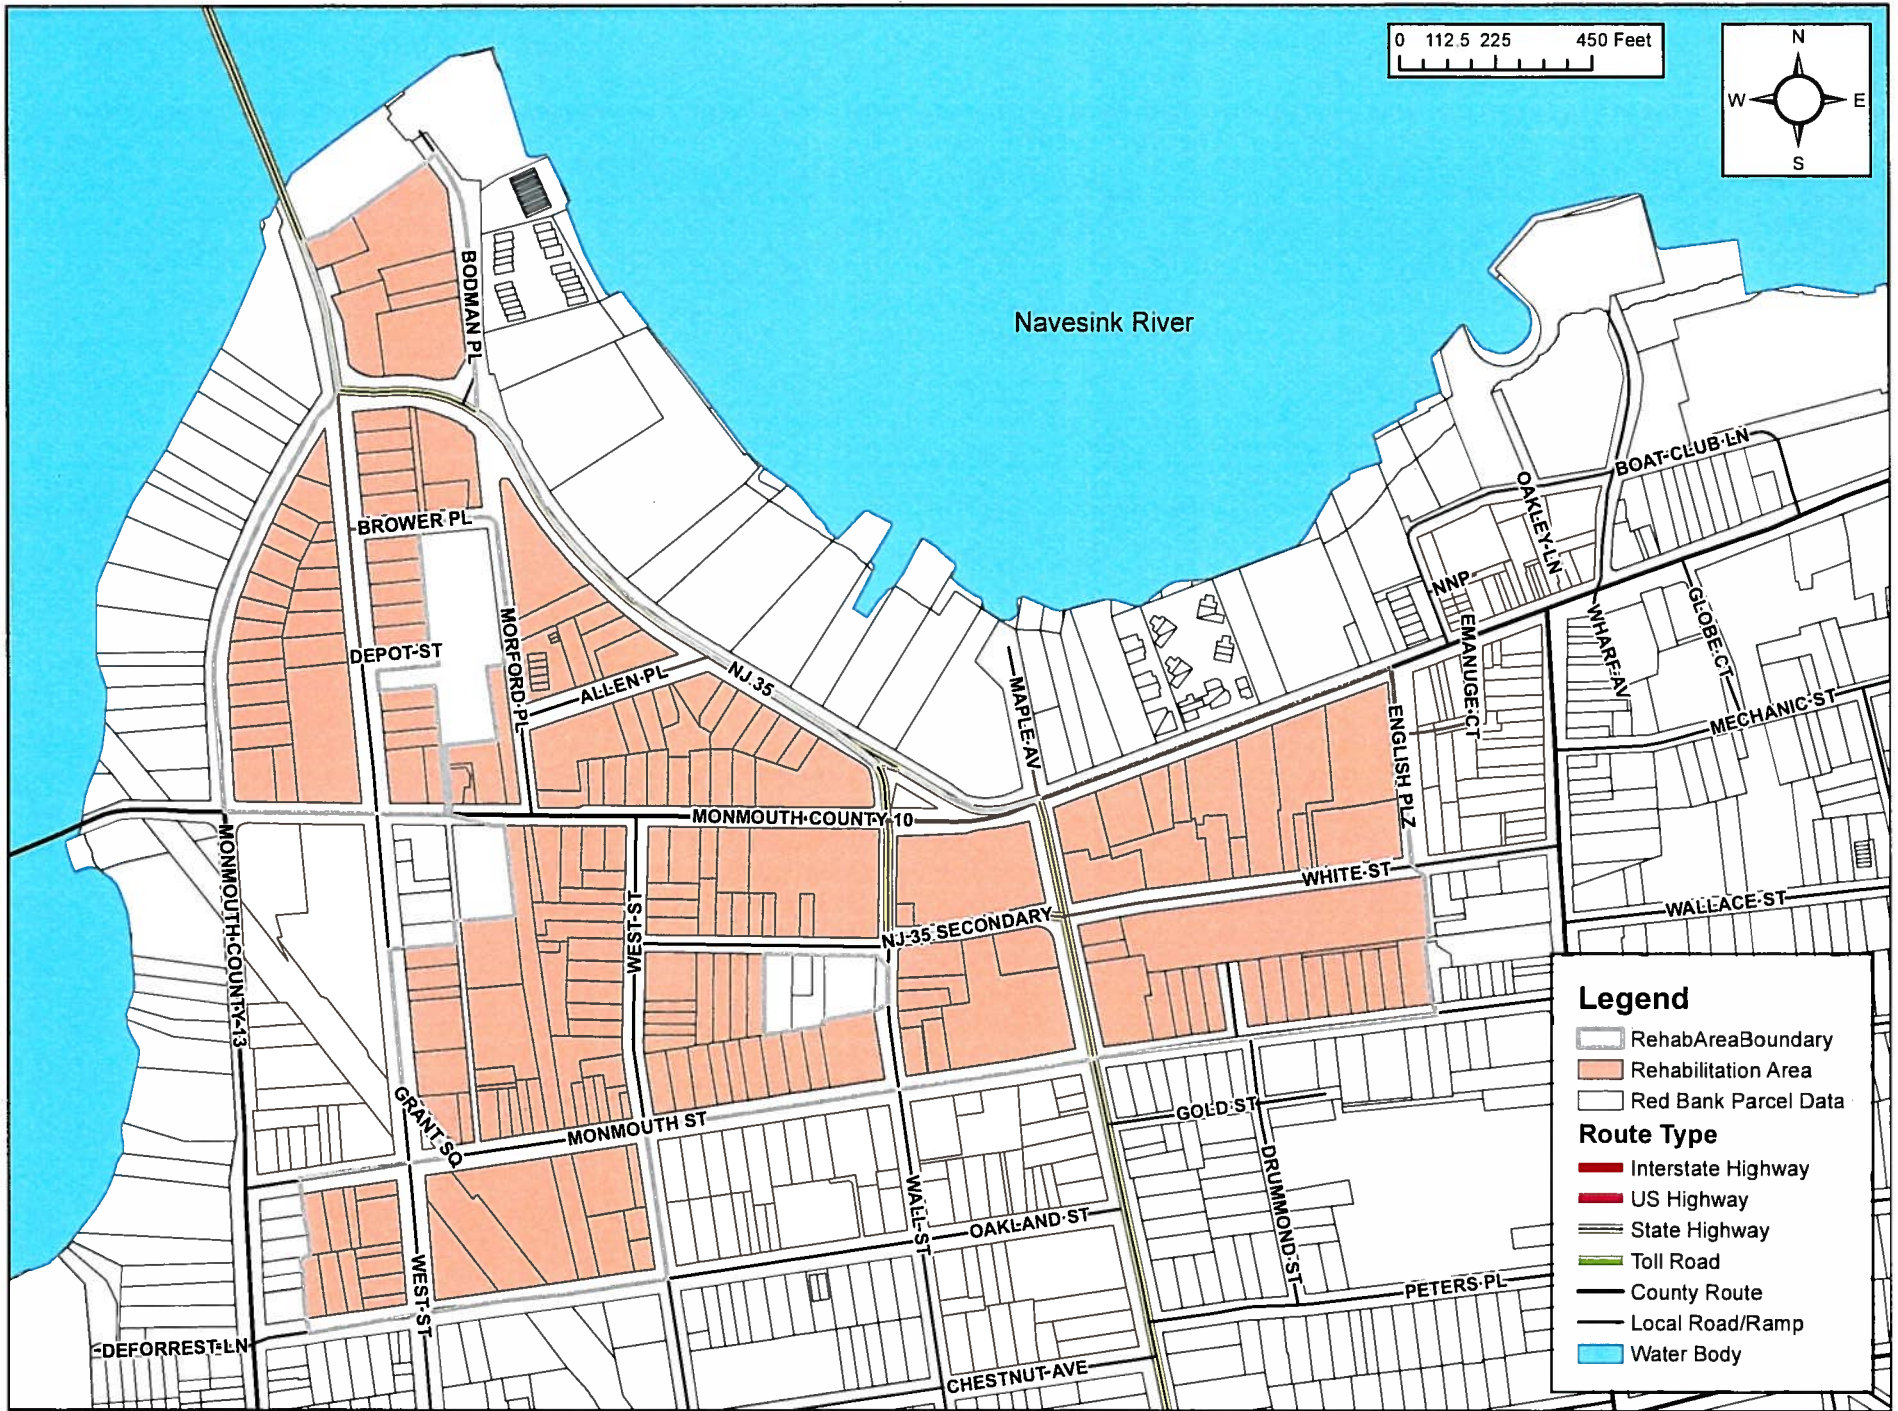 0 112.5 225 450 Feet
N
W E
S
Navesink River
BODMAN PL
BROWER PL
DEPOT ST
MORFORD PL
ALLEN PL
NJ 35
MAPLE AV
BOAT CLUB LN
OAKLEY LN
NNP
EMANUGE CT
WHARF AV
GLOBE CT
MECHANIC ST
ENGLISH PLZ
MONMOUTH COUNTY 10
MONMOUTH COUNTY 13
WEST ST
WHITE ST
NJ 35 SECONDARY
WALLACE ST
GRANT SQ
MONMOUTH ST
GOLD ST
DRUMMOND ST
WALL ST
OAKLAND ST
WEST ST
PETERS PL
DEFORREST LN
CHESTNUT AVE
Legend
RehabAreaBoundary
Rehabilitation Area
Red Bank Parcel Data
Route Type
Interstate Highway
US Highway
State Highway
Toll Road
County Route
Local Road/Ramp
Water Body